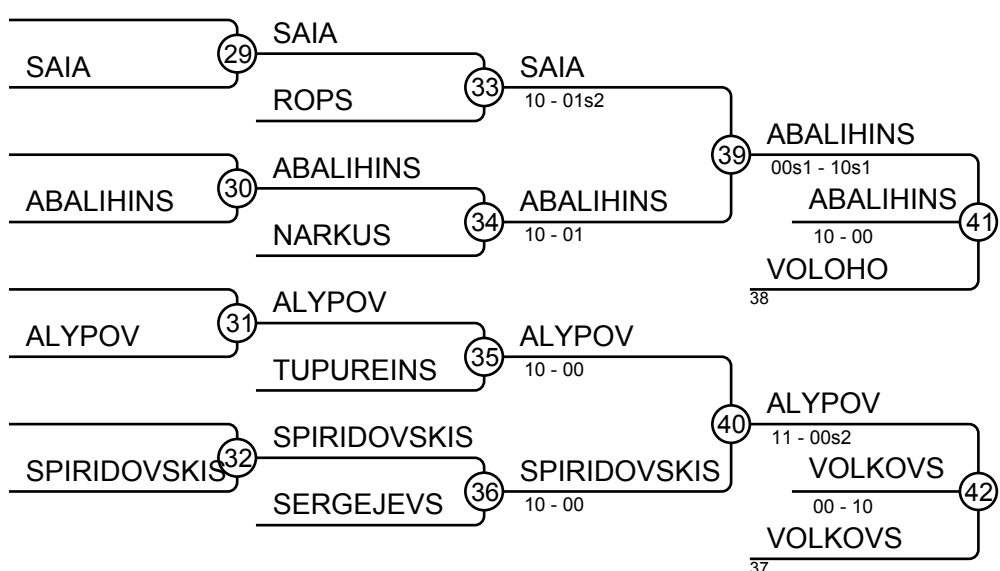 SAIA
29
SAIA
ROPS
33
SAIA
10 - 01s2
ABALIHINS
30
ABALIHINS
NARKUS
34
ABALIHINS
10 - 01
39
ABALIHINS
00s1 - 10s1
ABALIHINS
10 - 00
41
VOLOHO
38
ALYPOV
31
ALYPOV
TUPUREINS
35
ALYPOV
10 - 00
SPIRIDOVSKIS
32
SPIRIDOVSKIS
SERGEJEVS
36
SPIRIDOVSKIS
10 - 00
40
ALYPOV
11 - 00s2
VOLKOVS
00 - 10
42
VOLKOVS
37